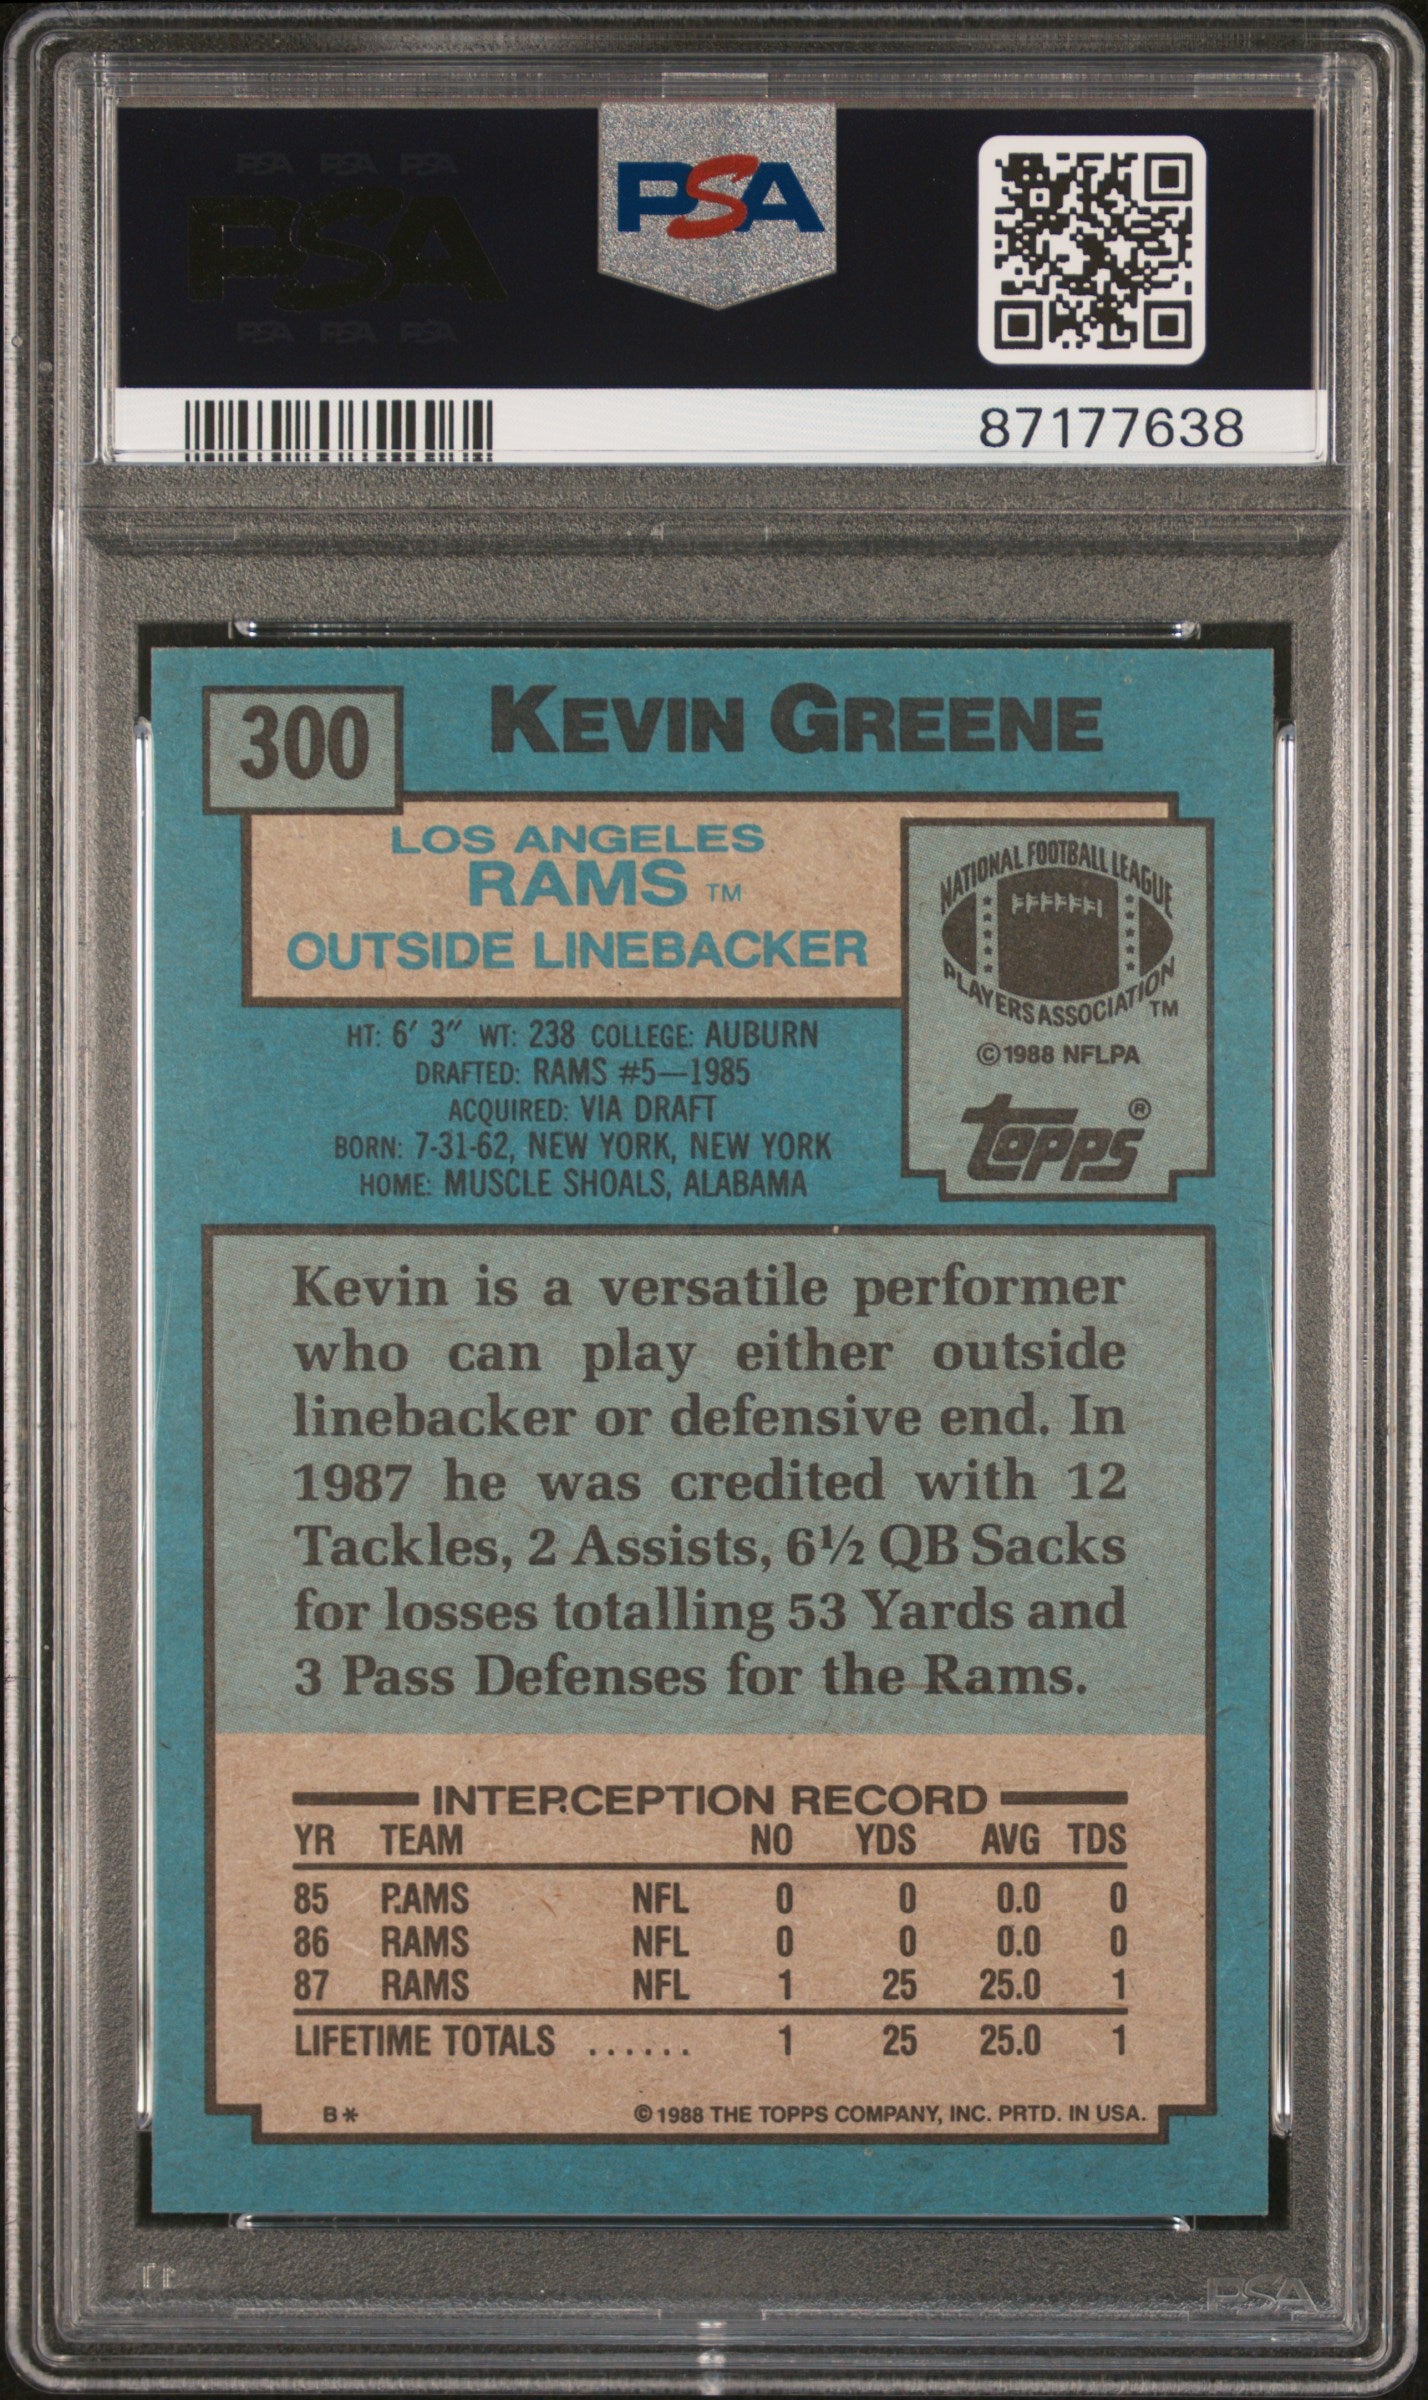 PSA PSA PSA
PSA
PSA PSA PSA
PSA
87177638
300
KEVIN GREENE
LOS ANGELES
RAMS TM
OUTSIDE LINEBACKER
NATIONAL FOOTBALL LEAGUE
PLAYERS ASSOCIATION TM
©1988 NFLPA
topps ®
HT: 6' 3" WT: 238 COLLEGE: AUBURN
DRAFTED: RAMS #5—1985
ACQUIRED: VIA DRAFT
BORN: 7-31-62, NEW YORK, NEW YORK
HOME: MUSCLE SHOALS, ALABAMA
Kevin is a versatile performer
who can play either outside
linebacker or defensive end. In
1987 he was credited with 12
Tackles, 2 Assists, 6½ QB Sacks
for losses totalling 53 Yards and
3 Pass Defenses for the Rams.
INTERCEPTION RECORD
YR TEAM NO YDS AVG TDS
85 RAMS NFL 0 0 0.0 0
86 RAMS NFL 0 0 0.0 0
87 RAMS NFL 1 25 25.0 1
LIFETIME TOTALS ...... 1 25 25.0 1
B* ©1988 THE TOPPS COMPANY, INC. PRTD. IN USA.
PSA